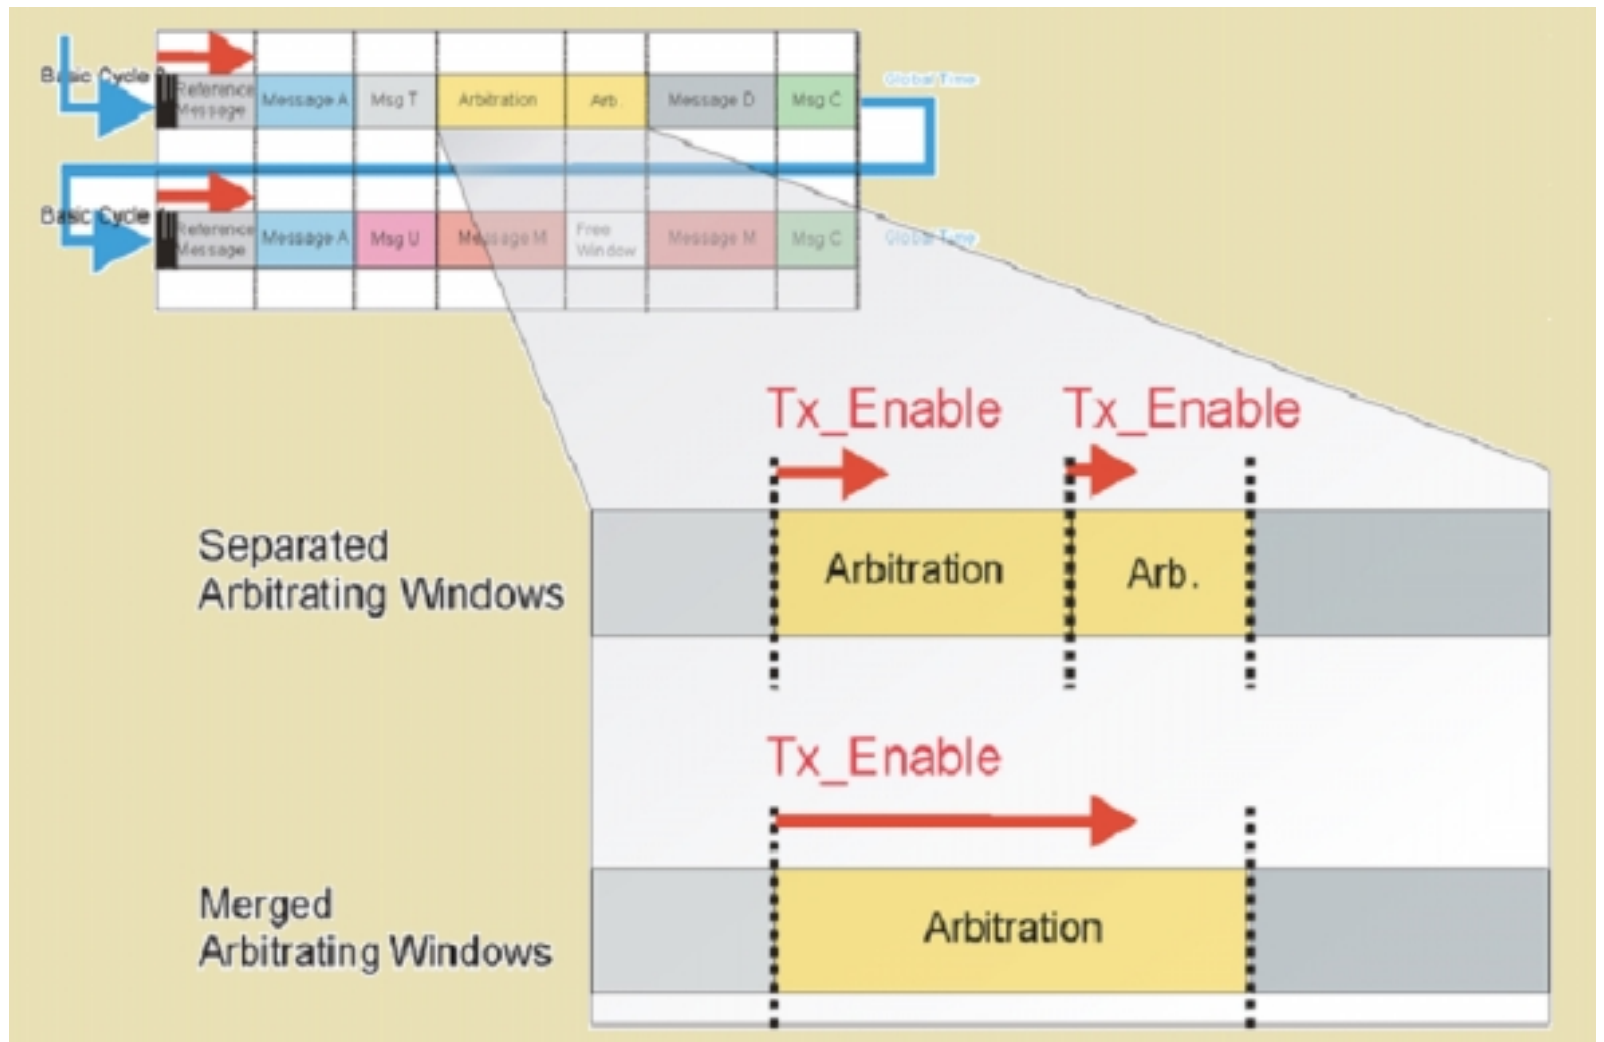 Basic Cycle
Reference
Message
Message A
Msg T
Arbitration
Arb.
Message D
Msg C
Global Time
Basic Cycle
Reference
Message
Message A
Msg U
Message M
Free
Window
Message M
Msg C
Global Time
Tx_Enable
Tx_Enable
Separated
Arbitrating Windows
Arbitration
Arb.
Tx_Enable
Merged
Arbitrating Windows
Arbitration